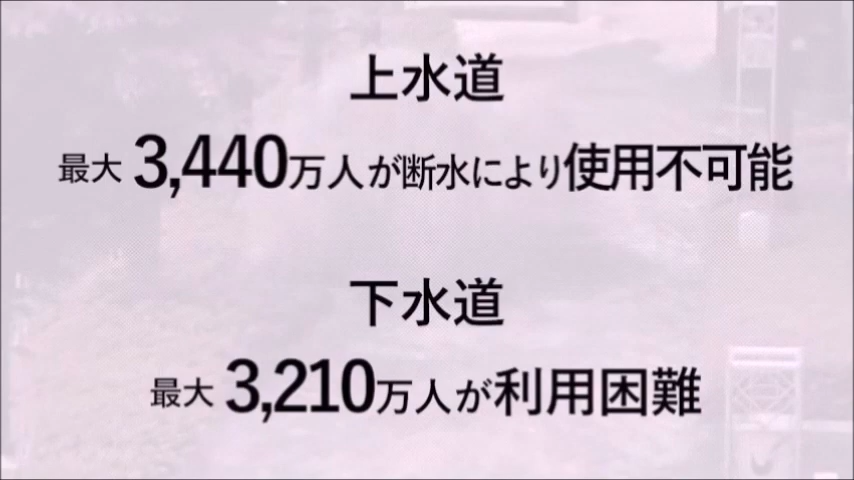 上水道
最大 3,440万人が断水により使用不可能
下水道
最大 3,210万人が利用困難